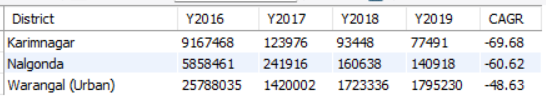 District Y2016 Y2017 Y2018 Y2019 CAGR
Karimnagar 9167468 123976 93448 77491 -69.68
Nalgonda 5858461 241916 160638 140918 -60.62
Warangal (Urban) 25788035 1420002 1723336 1795230 -48.63